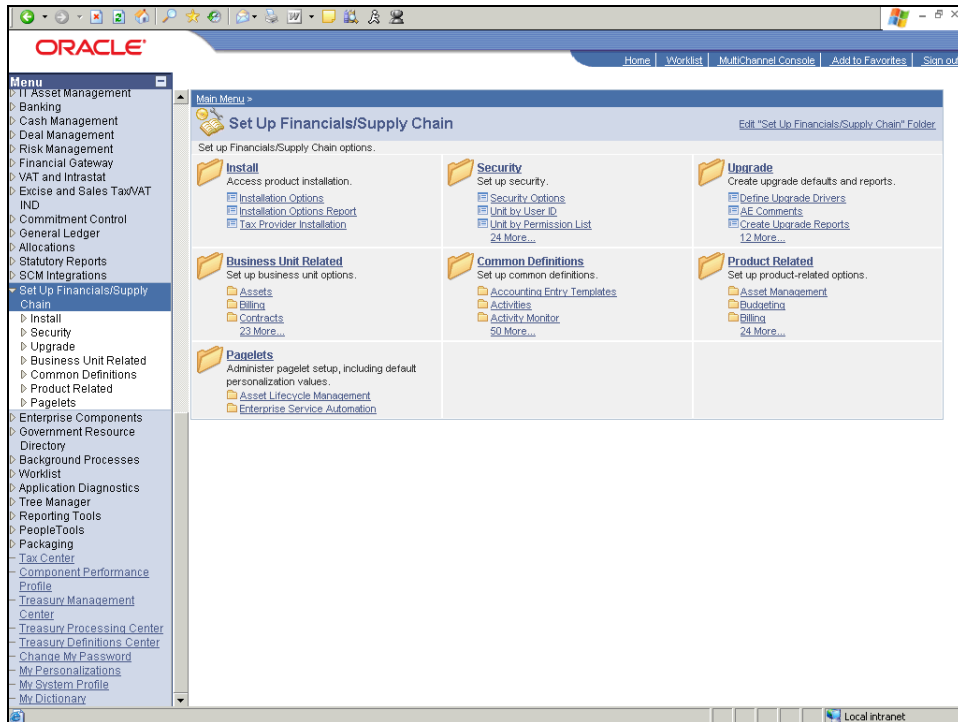 ORACLE
Home
Worklist
MultiChannel Console
Add to Favorites
Sign out
Menu
IT Asset Management
Banking
Cash Management
Deal Management
Risk Management
Financial Gateway
VAT and Intrastat
Excise and Sales Tax/VAT
IND
Commitment Control
General Ledger
Allocations
Statutory Reports
SCM Integrations
Set Up Financials/Supply
Chain
Install
Security
Upgrade
Business Unit Related
Common Definitions
Product Related
Pagelets
Enterprise Components
Government Resource
Directory
Background Processes
Worklist
Application Diagnostics
Tree Manager
Reporting Tools
PeopleTools
Packaging
Tax Center
Component Performance
Profile
Treasury Management
Center
Treasury Processing Center
Treasury Definitions Center
Change My Password
My Personalizations
My System Profile
My Dictionary
Main Menu >
Set Up Financials/Supply Chain
Edit "Set Up Financials/Supply Chain" Folder
Set up Financials/Supply Chain options.
Install
Access product installation.
Installation Options
Installation Options Report
Tax Provider Installation
Security
Set up security.
Security Options
Unit by User ID
Unit by Permission List
24 More...
Upgrade
Create upgrade defaults and reports.
Define Upgrade Drivers
AE Comments
Create Upgrade Reports
12 More...
Business Unit Related
Set up business unit options.
Assets
Billing
Contracts
23 More...
Common Definitions
Set up common definitions.
Accounting Entry Templates
Activities
Activity Monitor
50 More...
Product Related
Set up product-related options.
Asset Management
Budgeting
Billing
24 More...
Pagelets
Administer pagelet setup, including default
personalization values.
Asset Lifecycle Management
Enterprise Service Automation
Local intranet